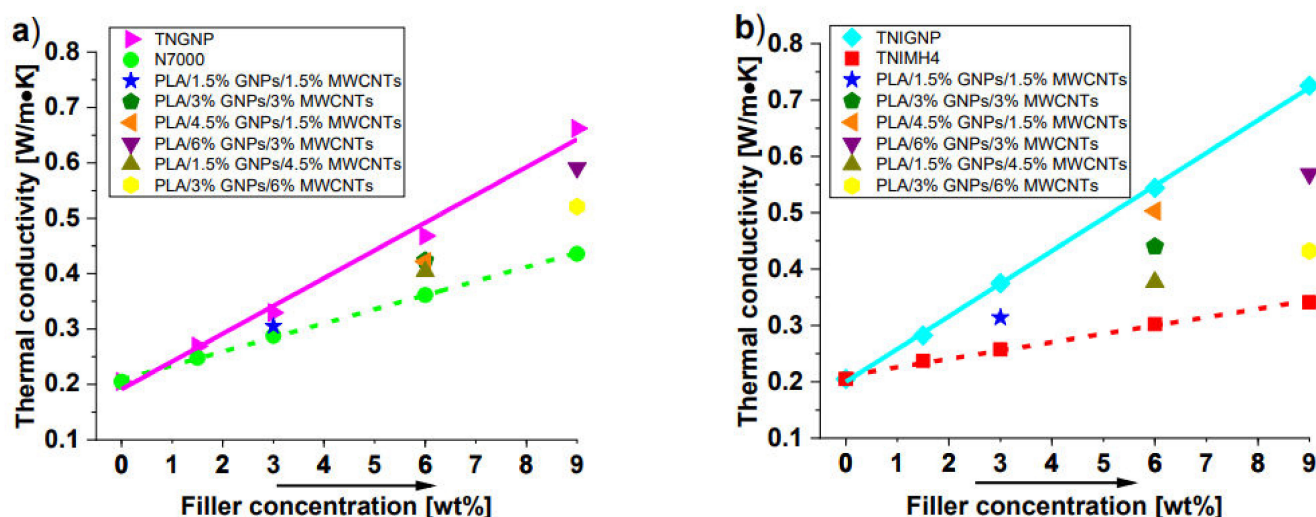 a)
Thermal conductivity [W/m•K]
0.8
0.7
0.6
0.5
0.4
0.3
0.2
0.1
TNGNP
N7000
PLA/1.5% GNPs/1.5% MWCNTs
PLA/3% GNPs/3% MWCNTs
PLA/4.5% GNPs/1.5% MWCNTs
PLA/6% GNPs/3% MWCNTs
PLA/1.5% GNPs/4.5% MWCNTs
PLA/3% GNPs/6% MWCNTs
0 1 2 3 4 5 6 7 8 9
Filler concentration [wt%]
b)
Thermal conductivity [W/m•K]
0.8
0.7
0.6
0.5
0.4
0.3
0.2
0.1
TNIGNP
TNIMH4
PLA/1.5% GNPs/1.5% MWCNTs
PLA/3% GNPs/3% MWCNTs
PLA/4.5% GNPs/1.5% MWCNTs
PLA/6% GNPs/3% MWCNTs
PLA/1.5% GNPs/4.5% MWCNTs
PLA/3% GNPs/6% MWCNTs
0 1 2 3 4 5 6 7 8 9
Filler concentration [wt%]